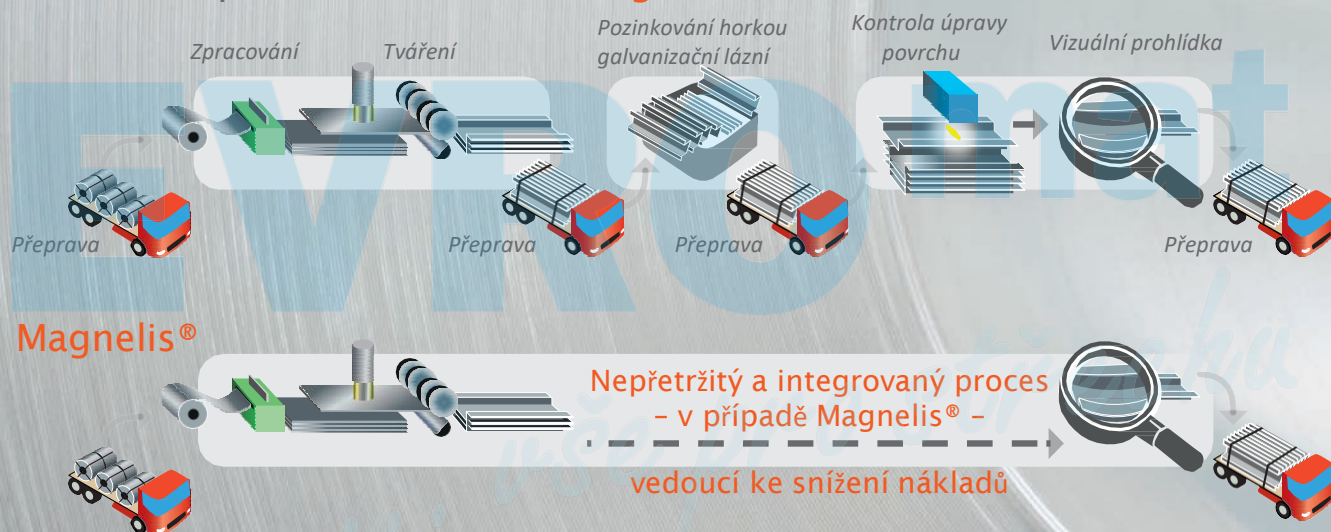 Zpracování
Tváření
Pozinkování horkou
galvanizační lázní
Kontrola úpravy
povrchu
Vizuální prohlídka
Přeprava
Přeprava
Přeprava
Přeprava
EVROmat
Magnelis®
Nepřetržitý a integrovaný proces
– v případě Magnelis® –
vedoucí ke snížení nákladů